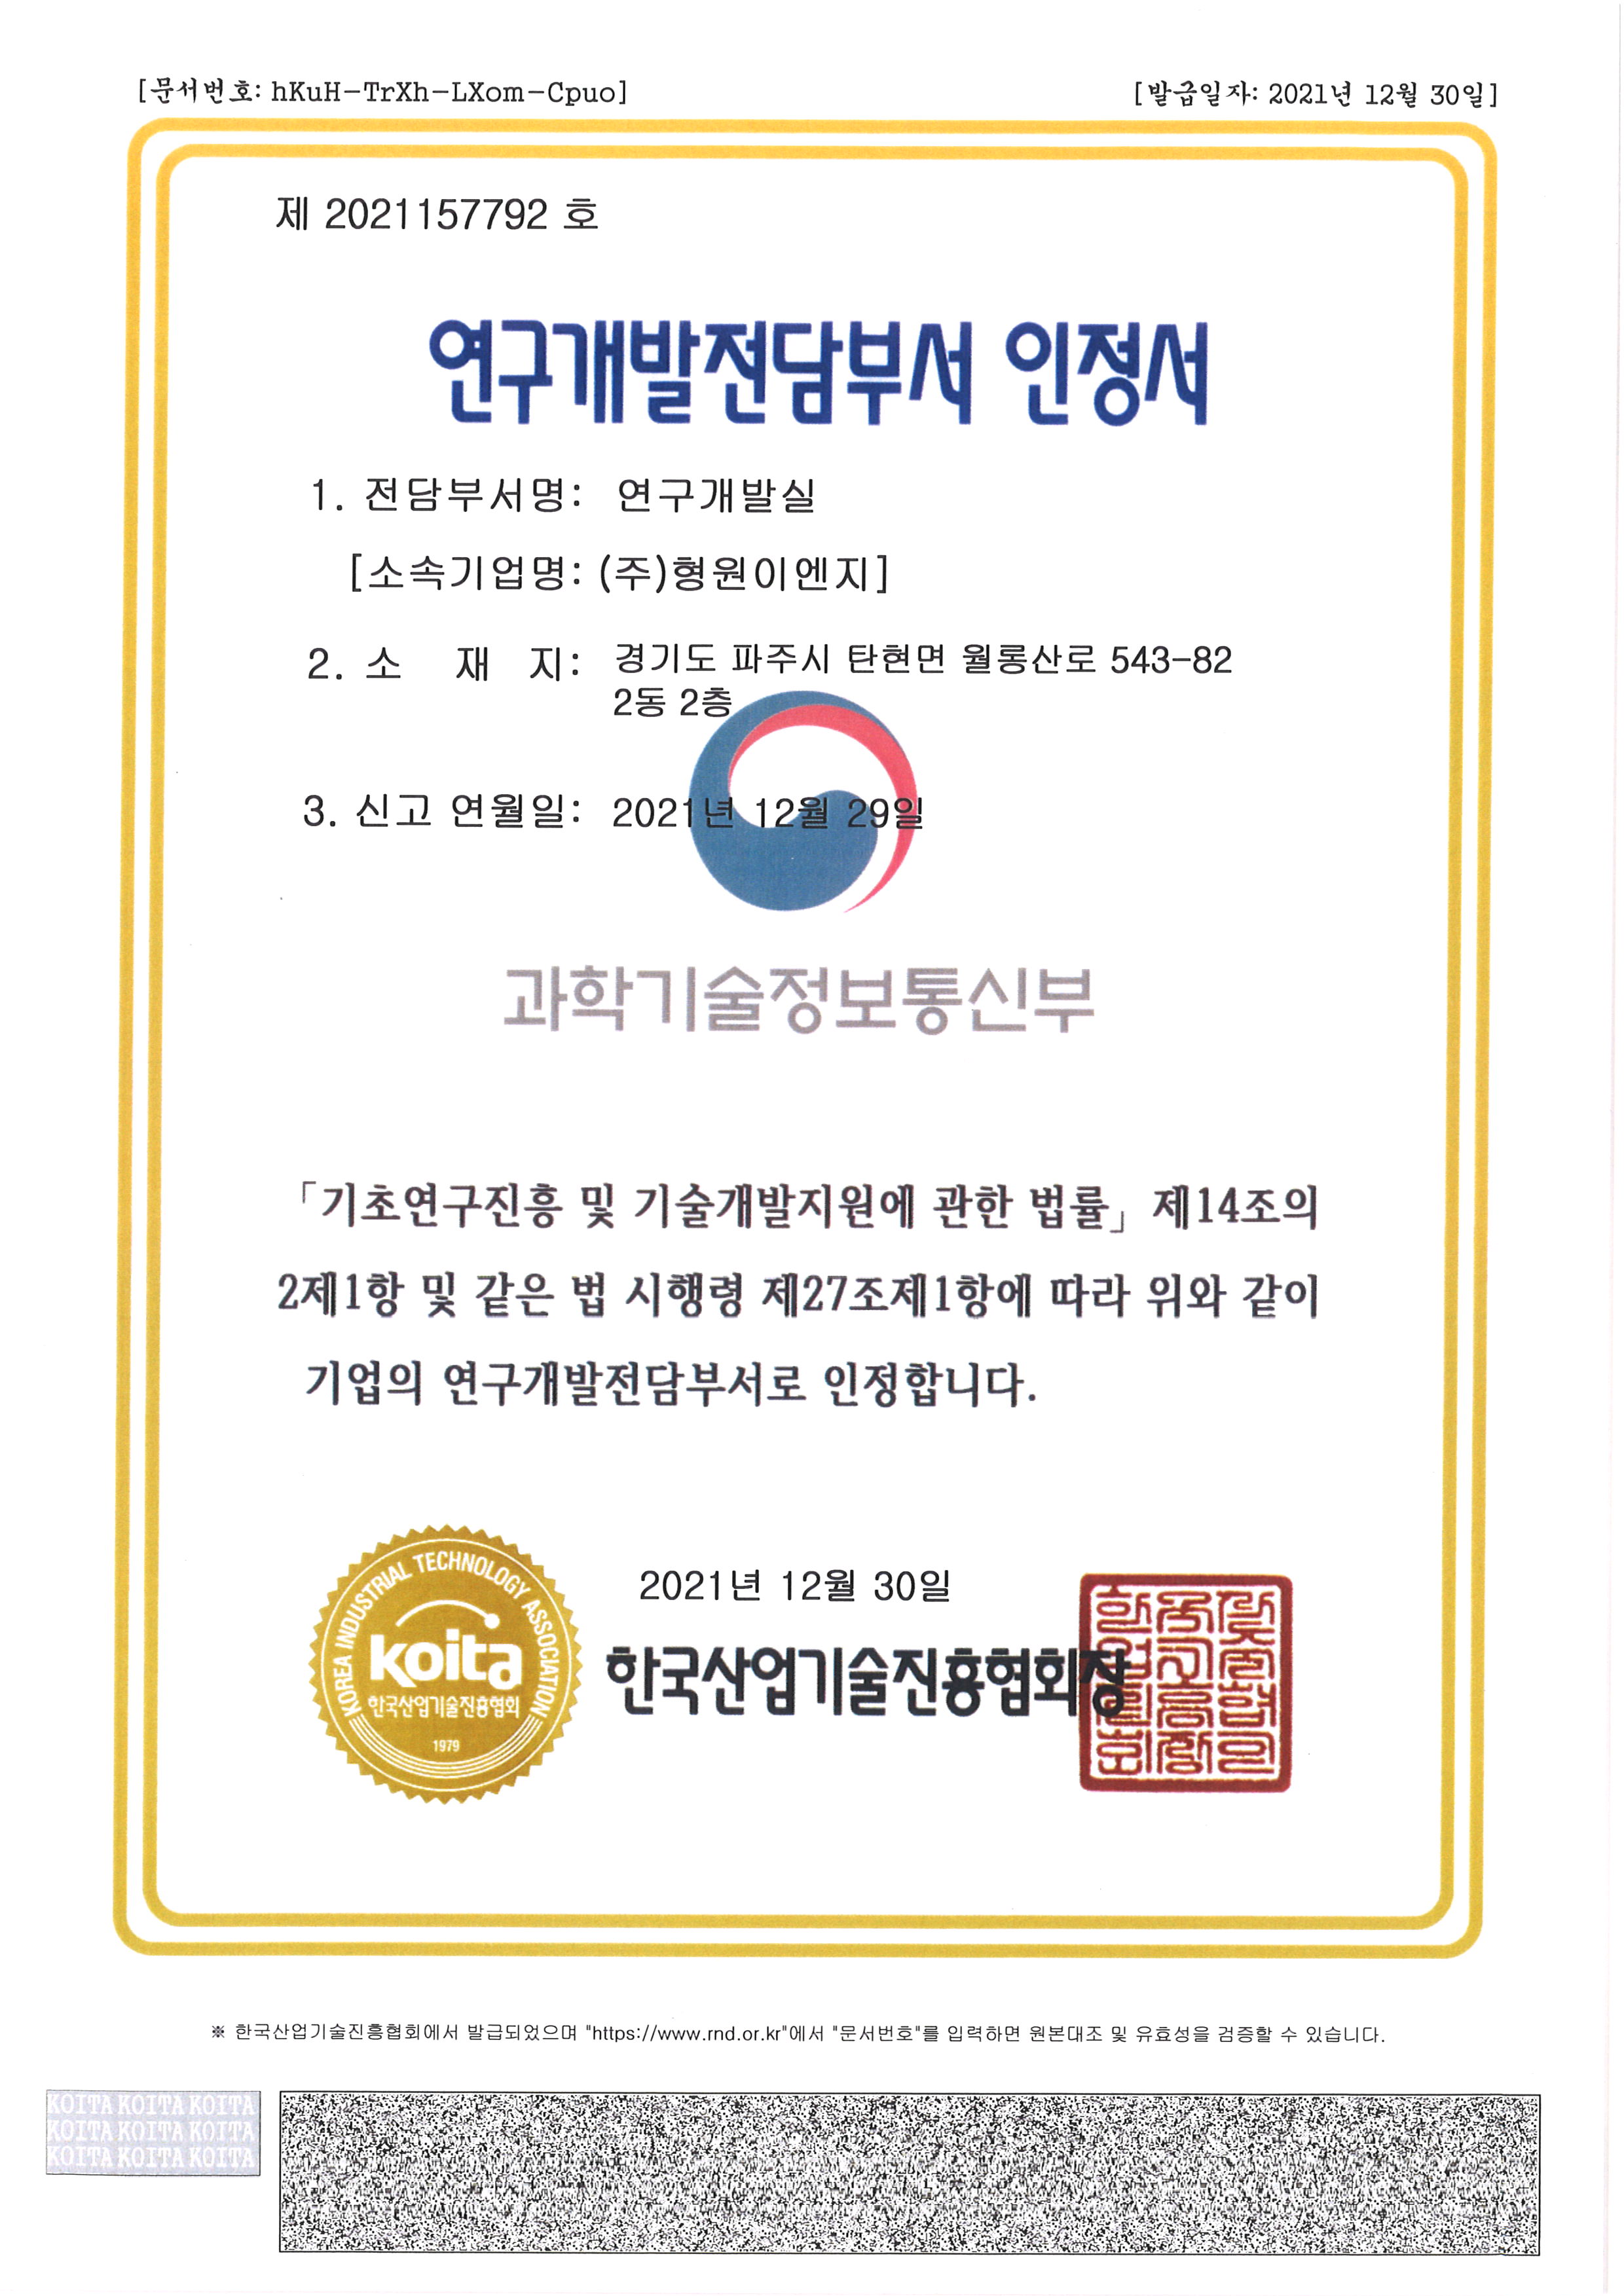 [문서번호: hKuH-TrXh-LXom-Cpuo]
[발급일자: 2021년 12월 30일]
제 2021157792 호
연구개발전담부서 인정서
1. 전담부서명: 연구개발실
[소속기업명: (주)형원이엔지]
2. 소 재 지: 경기도 파주시 탄현면 월롱산로 543-82
2동 2층
3. 신고 연월일: 2021년 12월 29일
과학기술정보통신부
「기초연구진흥 및 기술개발지원에 관한 법률」 제14조의
2제1항 및 같은 법 시행령 제27조제1항에 따라 위와 같이
기업의 연구개발전담부서로 인정합니다.
KOREA INDUSTRIAL TECHNOLOGY ASSOCIATION
koita
한국산업기술진흥협회
1979
2021년 12월 30일
한국산업기술진흥협회장
※ 한국산업기술진흥협회에서 발급되었으며 "https://www.rnd.or.kr"에서 "문서번호"를 입력하면 원본대조 및 유효성을 검증할 수 있습니다.
KOITA KOITA KOITA
KOITA KOITA KOITA
KOITA KOITA KOITA